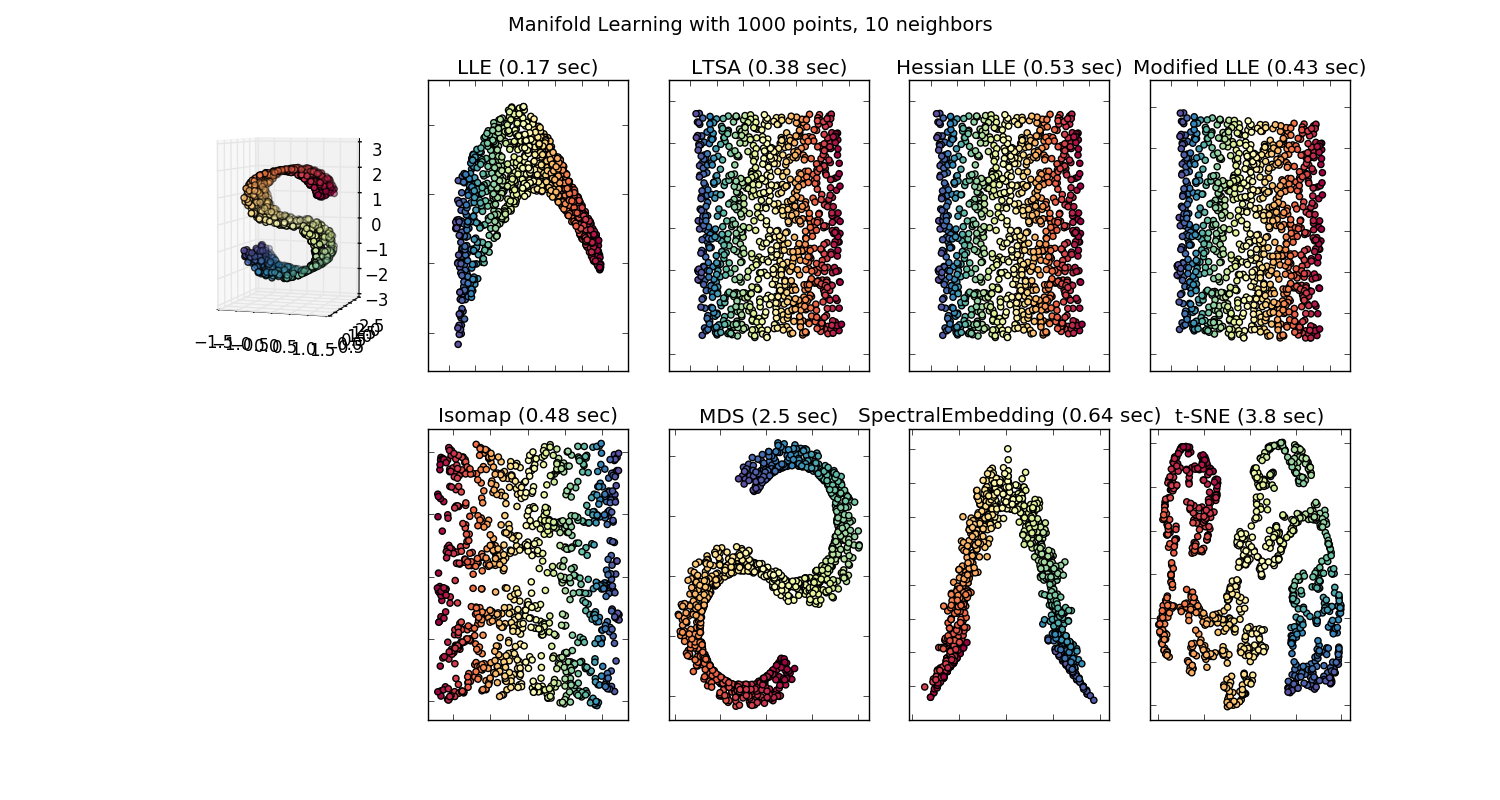 Manifold Learning with 1000 points, 10 neighbors
LLE (0.17 sec)
LTSA (0.38 sec)
Hessian LLE (0.53 sec)
Modified LLE (0.43 sec)
3
2
1
0
−1
−2
−3
Isomap (0.48 sec)
MDS (2.5 sec)
SpectralEmbedding (0.64 sec)
t-SNE (3.8 sec)